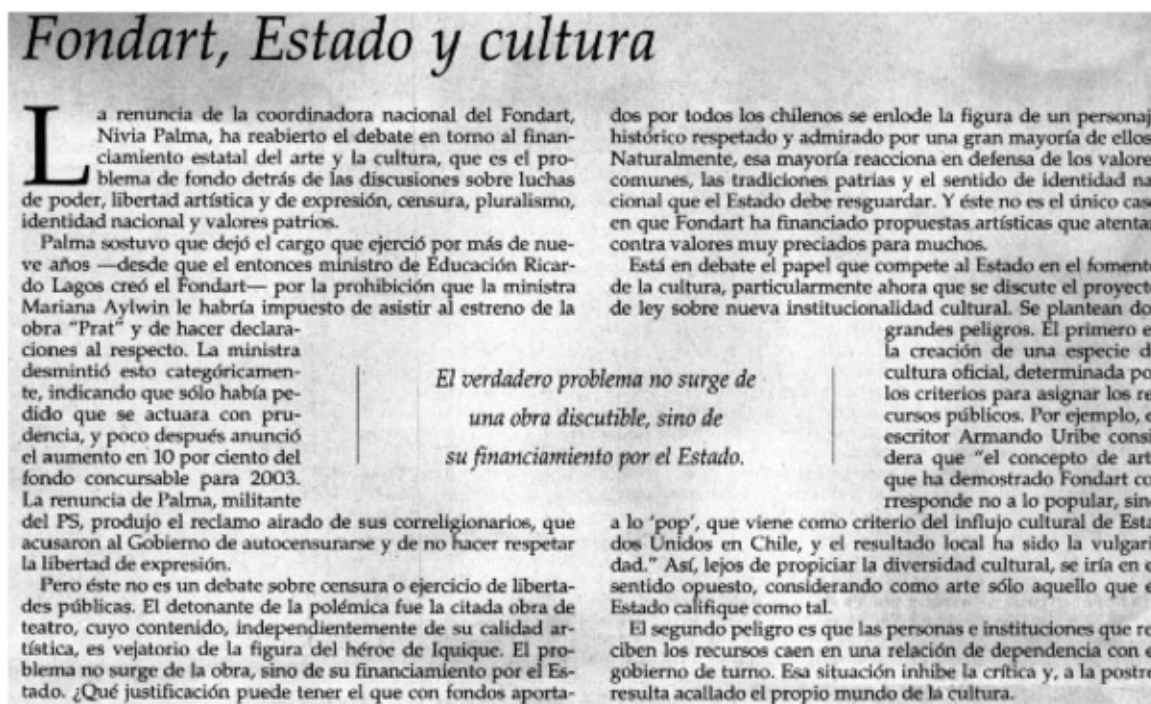 Fondart, Estado y cultura
La renuncia de la coordinadora nacional del Fondart,
Nivia Palma, ha reabierto el debate en torno al finan-
ciamiento estatal del arte y la cultura, que es el pro-
blema de fondo detrás de las discusiones sobre luchas
de poder, libertad artística y de expresión, censura, pluralismo,
identidad nacional y valores patrios.
Palma sostuvo que dejó el cargo que ejerció por más de nue-
ve años —desde que el entonces ministro de Educación Ricar-
do Lagos creó el Fondart— por la prohibición que la ministra
Mariana Aylwin le habría impuesto de asistir al estreno de la
obra "Prat" y de hacer declara-
ciones al respecto. La ministra
desmintió esto categóricamen-
te, indicando que sólo había pe-
dido que se actuara con pru-
dencia, y poco después anunció
el aumento en 10 por ciento del
fondo concursable para 2003.
La renuncia de Palma, militante
del PS, produjo el reclamo airado de sus correligionarios, que
acusaron al Gobierno de autocensurarse y de no hacer respetar
la libertad de expresión.
Pero éste no es un debate sobre censura o ejercicio de liberta-
des públicas. El detonante de la polémica fue la citada obra de
teatro, cuyo contenido, independientemente de su calidad ar-
tística, es vejatorio de la figura del héroe de Iquique. El pro-
blema no surge de la obra, sino de su financiamiento por el Es-
tado. ¿Qué justificación puede tener el que con fondos aporta-
El verdadero problema no surge de
una obra discutible, sino de
su financiamiento por el Estado.
dos por todos los chilenos se enlode la figura de un personaj
histórico respetado y admirado por una gran mayoría de ellos
Naturalmente, esa mayoría reacciona en defensa de los valore
comunes, las tradiciones patrias y el sentido de identidad na
cional que el Estado debe resguardar. Y éste no es el único cas
en que Fondart ha financiado propuestas artísticas que atentan
contra valores muy preciados para muchos.
Está en debate el papel que compete al Estado en el fomento
de la cultura, particularmente ahora que se discute el proyecto
de ley sobre nueva institucionalidad cultural. Se plantean do
grandes peligros. El primero e
la creación de una especie d
cultura oficial, determinada po
los criterios para asignar los re
cursos públicos. Por ejemplo, e
escritor Armando Uribe consi
dera que "el concepto de art
que ha demostrado Fondart co
rresponde no a lo popular, sino
a lo 'pop', que viene como criterio del influjo cultural de Esta
dos Unidos en Chile, y el resultado local ha sido la vulgari
dad." Así, lejos de propiciar la diversidad cultural, se iría en e
sentido opuesto, considerando como arte sólo aquello que e
Estado califique como tal.
El segundo peligro es que las personas e instituciones que re
ciben los recursos caen en una relación de dependencia con e
gobierno de turno. Esa situación inhibe la crítica y, a la postre
resulta acallado el propio mundo de la cultura.